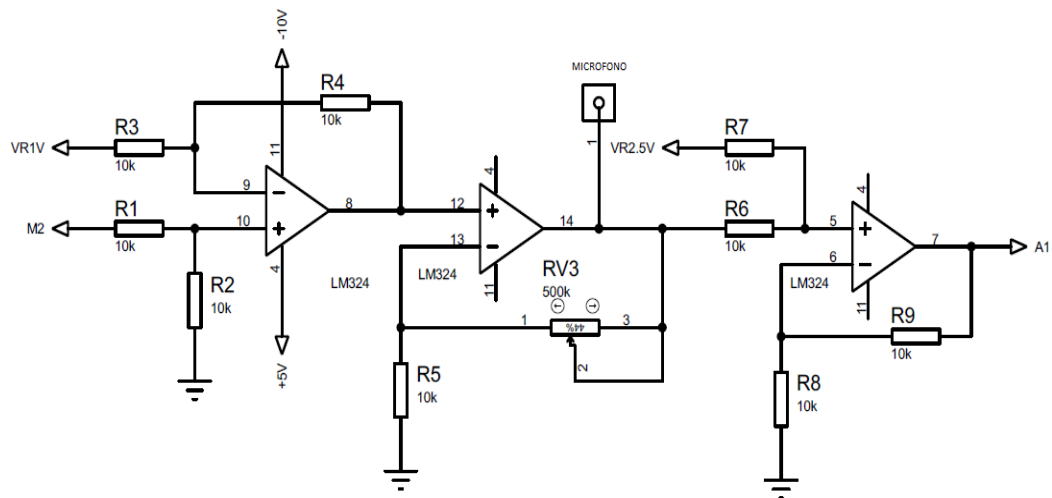 -10V
MICROFONO
R4
10k
R3
10k
VR1V
11
9
8
R1
10k
M2
10
4
R2
10k
+5V
LM324
4
12
14
13
11
LM324
1
RV3
500k
44%
1
3
2
R5
10k
R7
10k
VR2.5V
R6
10k
4
5
7
6
11
LM324
A1
R9
10k
R8
10k